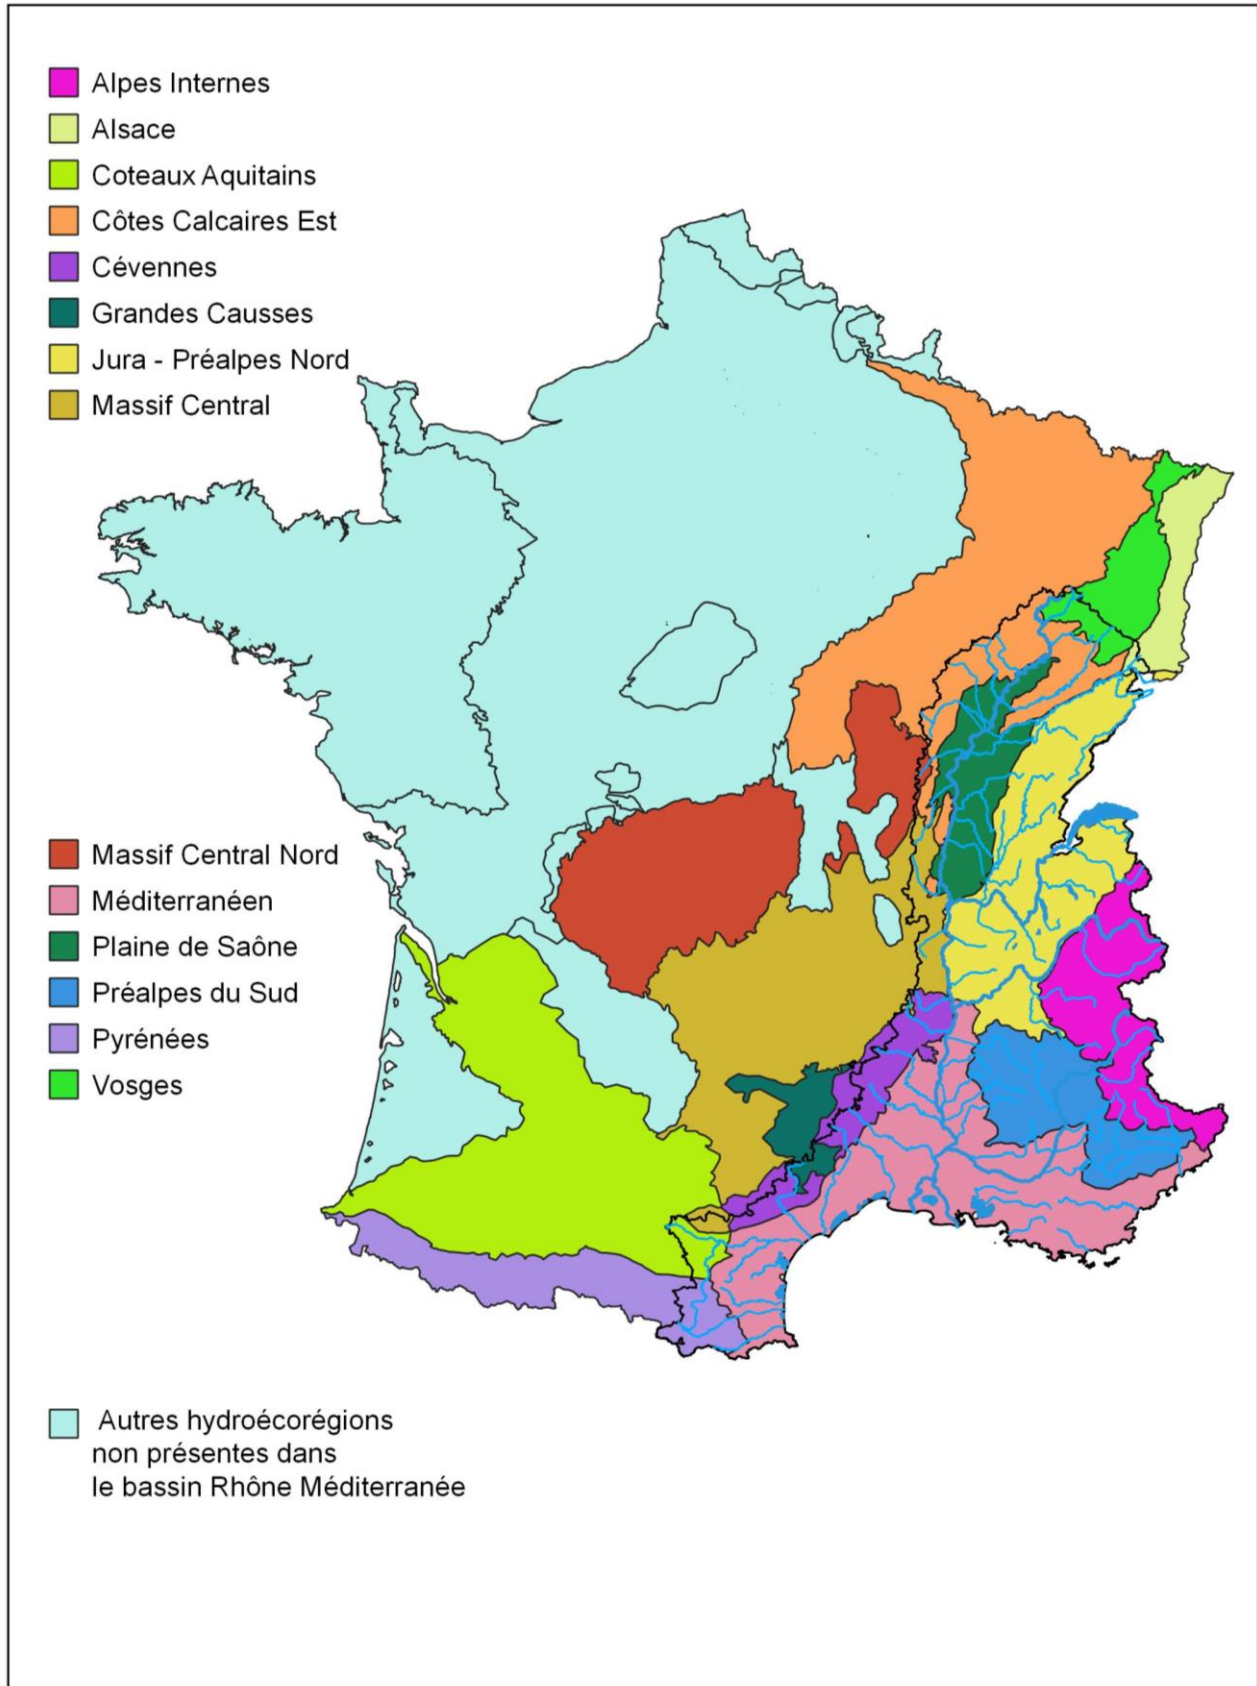 Alpes Internes
Alsace
Coteaux Aquitains
Côtes Calcaires Est
Cévennes
Grandes Causses
Jura - Préalpes Nord
Massif Central
Massif Central Nord
Méditerranéen
Plaine de Saône
Préalpes du Sud
Pyrénées
Vosges
Autres hydroécorégions
non présentes dans
le bassin Rhône Méditerranée